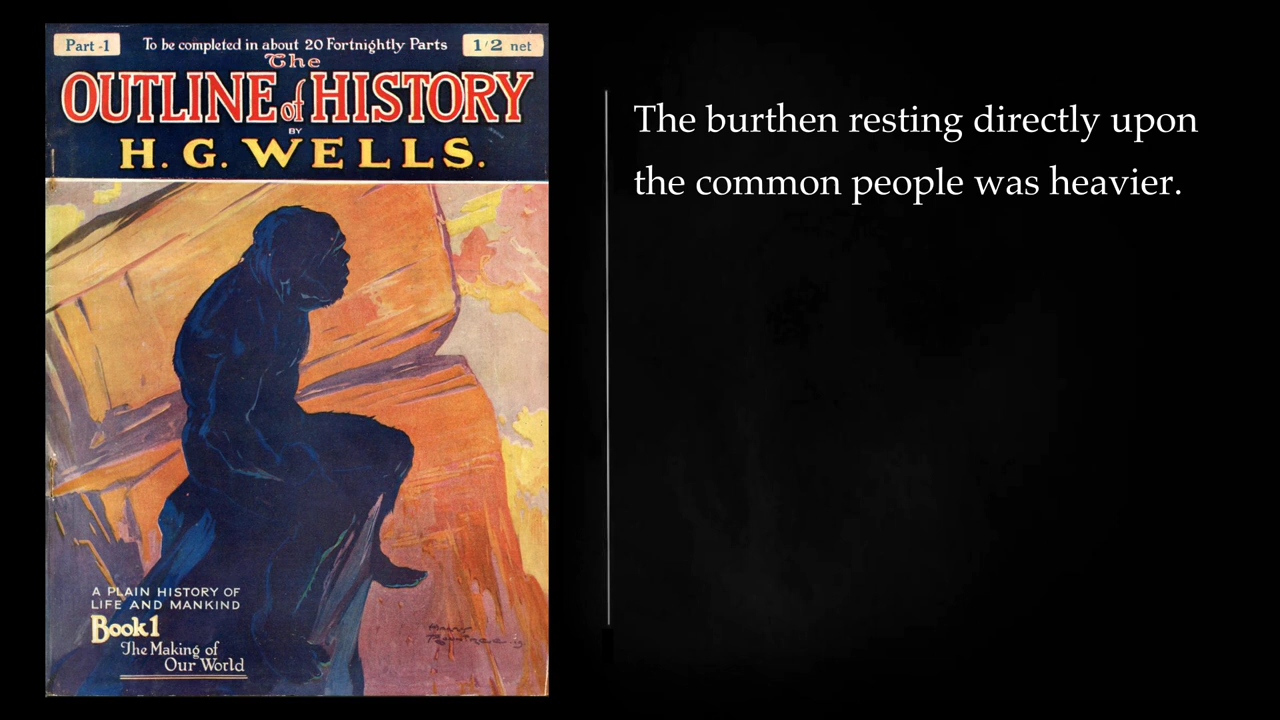 Part -1
To be completed in about 20 Fortnightly Parts
1/2 net
The
OUTLINE of HISTORY
BY
H. G. WELLS.
A PLAIN HISTORY OF
LIFE AND MANKIND
Book 1
The Making of
Our World
The burthen resting directly upon
the common people was heavier.